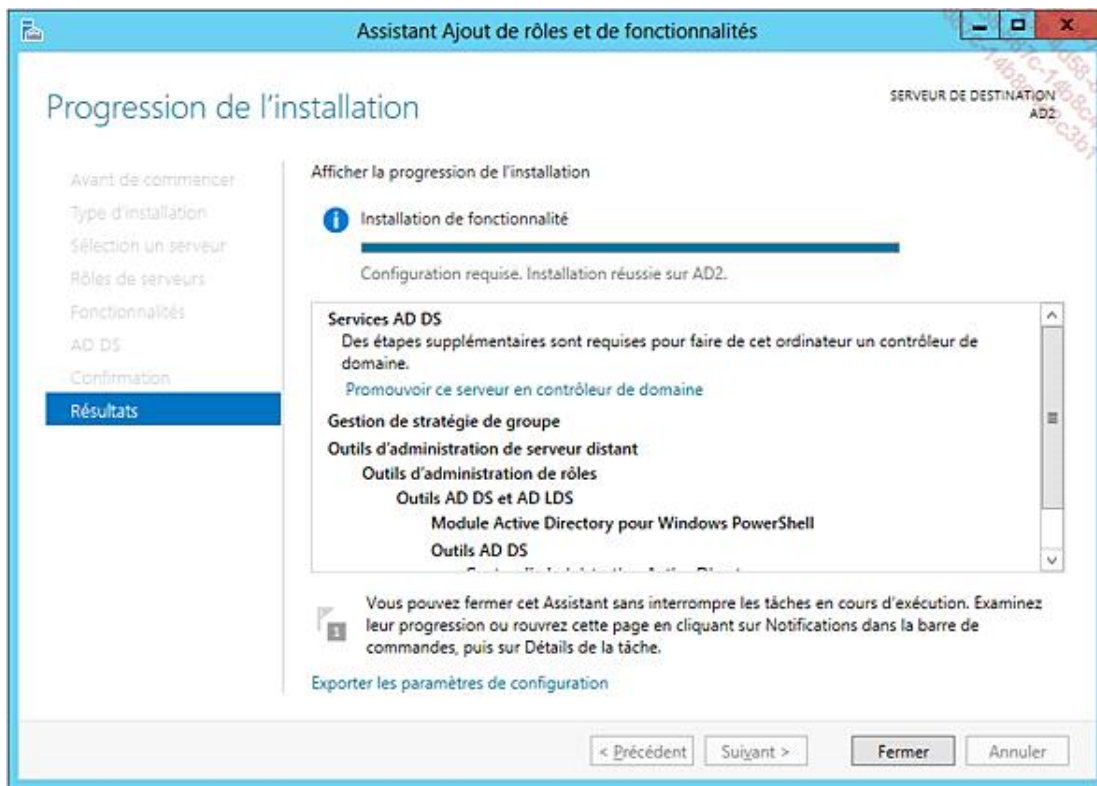 Assistant Ajout de rôles et de fonctionnalités
Progression de l'installation
SERVEUR DE DESTINATION
AD2
Avant de commencer
Type d'installation
Sélection un serveur
Rôles de serveurs
Fonctionnalités
AD DS
Confirmation
Résultats
Afficher la progression de l'installation
Installation de fonctionnalité
Configuration requise. Installation réussie sur AD2.
Services AD DS
Des étapes supplémentaires sont requises pour faire de cet ordinateur un contrôleur de
domaine.
Promouvoir ce serveur en contrôleur de domaine
Gestion de stratégie de groupe
Outils d'administration de serveur distant
Outils d'administration de rôles
Outils AD DS et AD LDS
Module Active Directory pour Windows PowerShell
Outils AD DS
1
Vous pouvez fermer cet Assistant sans interrompre les tâches en cours d'exécution. Examinez
leur progression ou rouvrez cette page en cliquant sur Notifications dans la barre de
commandes, puis sur Détails de la tâche.
Exporter les paramètres de configuration
< Précédent
Suivant >
Fermer
Annuler